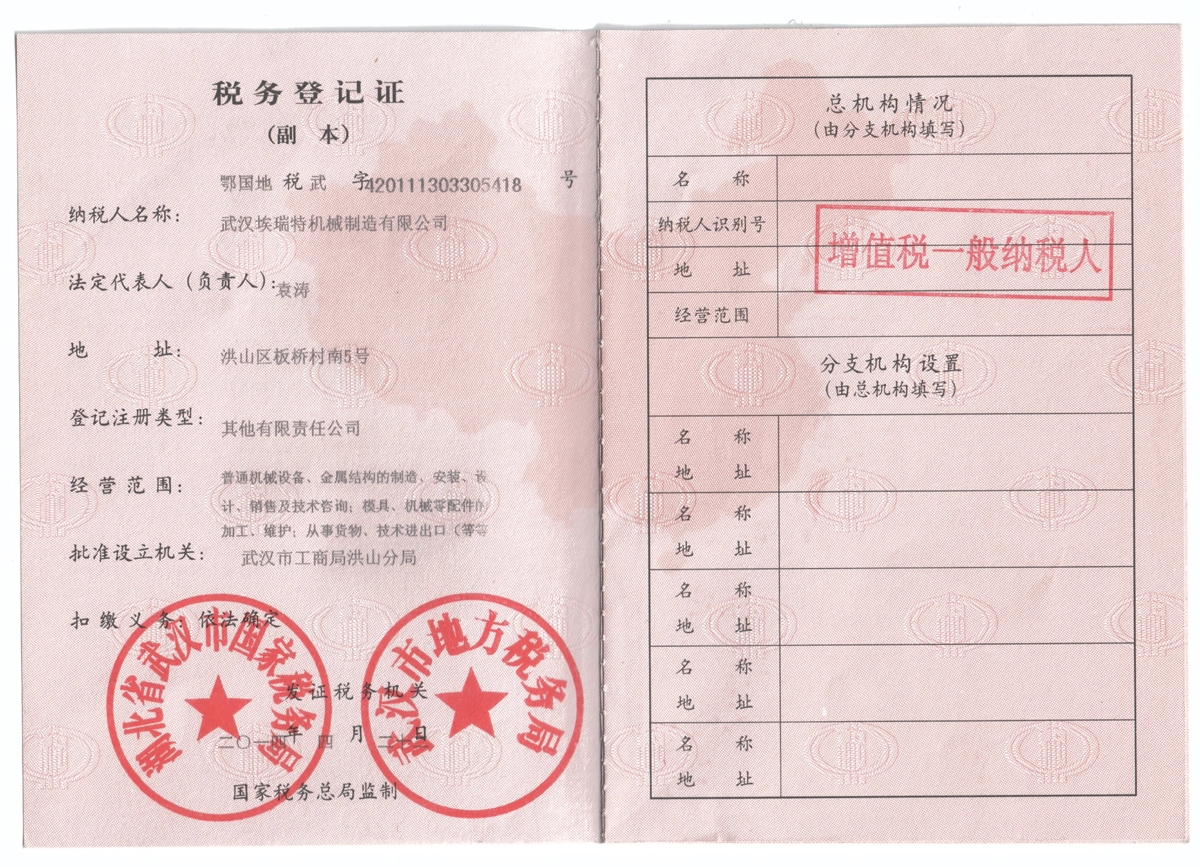 税务登记证
（副 本）
鄂国地 税 武 字420111303305418 号
纳税人名称： 武汉埃瑞特机械制造有限公司
法定代表人（负责人）：袁涛
地 址： 洪山区板桥村南5号
登记注册类型： 其他有限责任公司
经营范围： 普通机械设备、金属结构的制造、安装、设
计、销售及技术咨询；模具、机械零配件的
加工、维护；从事货物、技术进出口（等等
批准设立机关： 武汉市工商局洪山分局
扣缴义务：依法确定
湖北省武汉市国家税务局
武汉市地方税务局
发证税务机关
二〇一四年 四 月 二 日
国家税务总局监制
总机构情况
（由分支机构填写）
名 称
纳税人识别号
地 址
经营范围
增值税一般纳税人
分支机构设置
（由总机构填写）
名 称
地 址
名 称
地 址
名 称
地 址
名 称
地 址
名 称
地 址